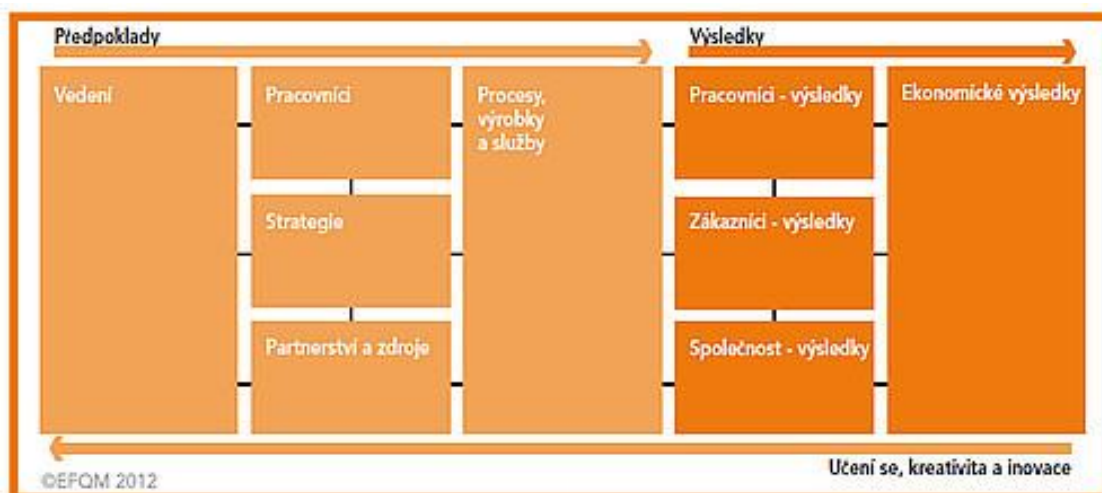 Předpoklady
Výsledky
Vedení
Pracovníci
Procesy,
výrobky
a služby
Pracovníci - výsledky
Ekonomické výsledky
Strategie
Zákazníci - výsledky
Partnerství a zdroje
Společnost - výsledky
Učení se, kreativita a inovace
©EFQM 2012